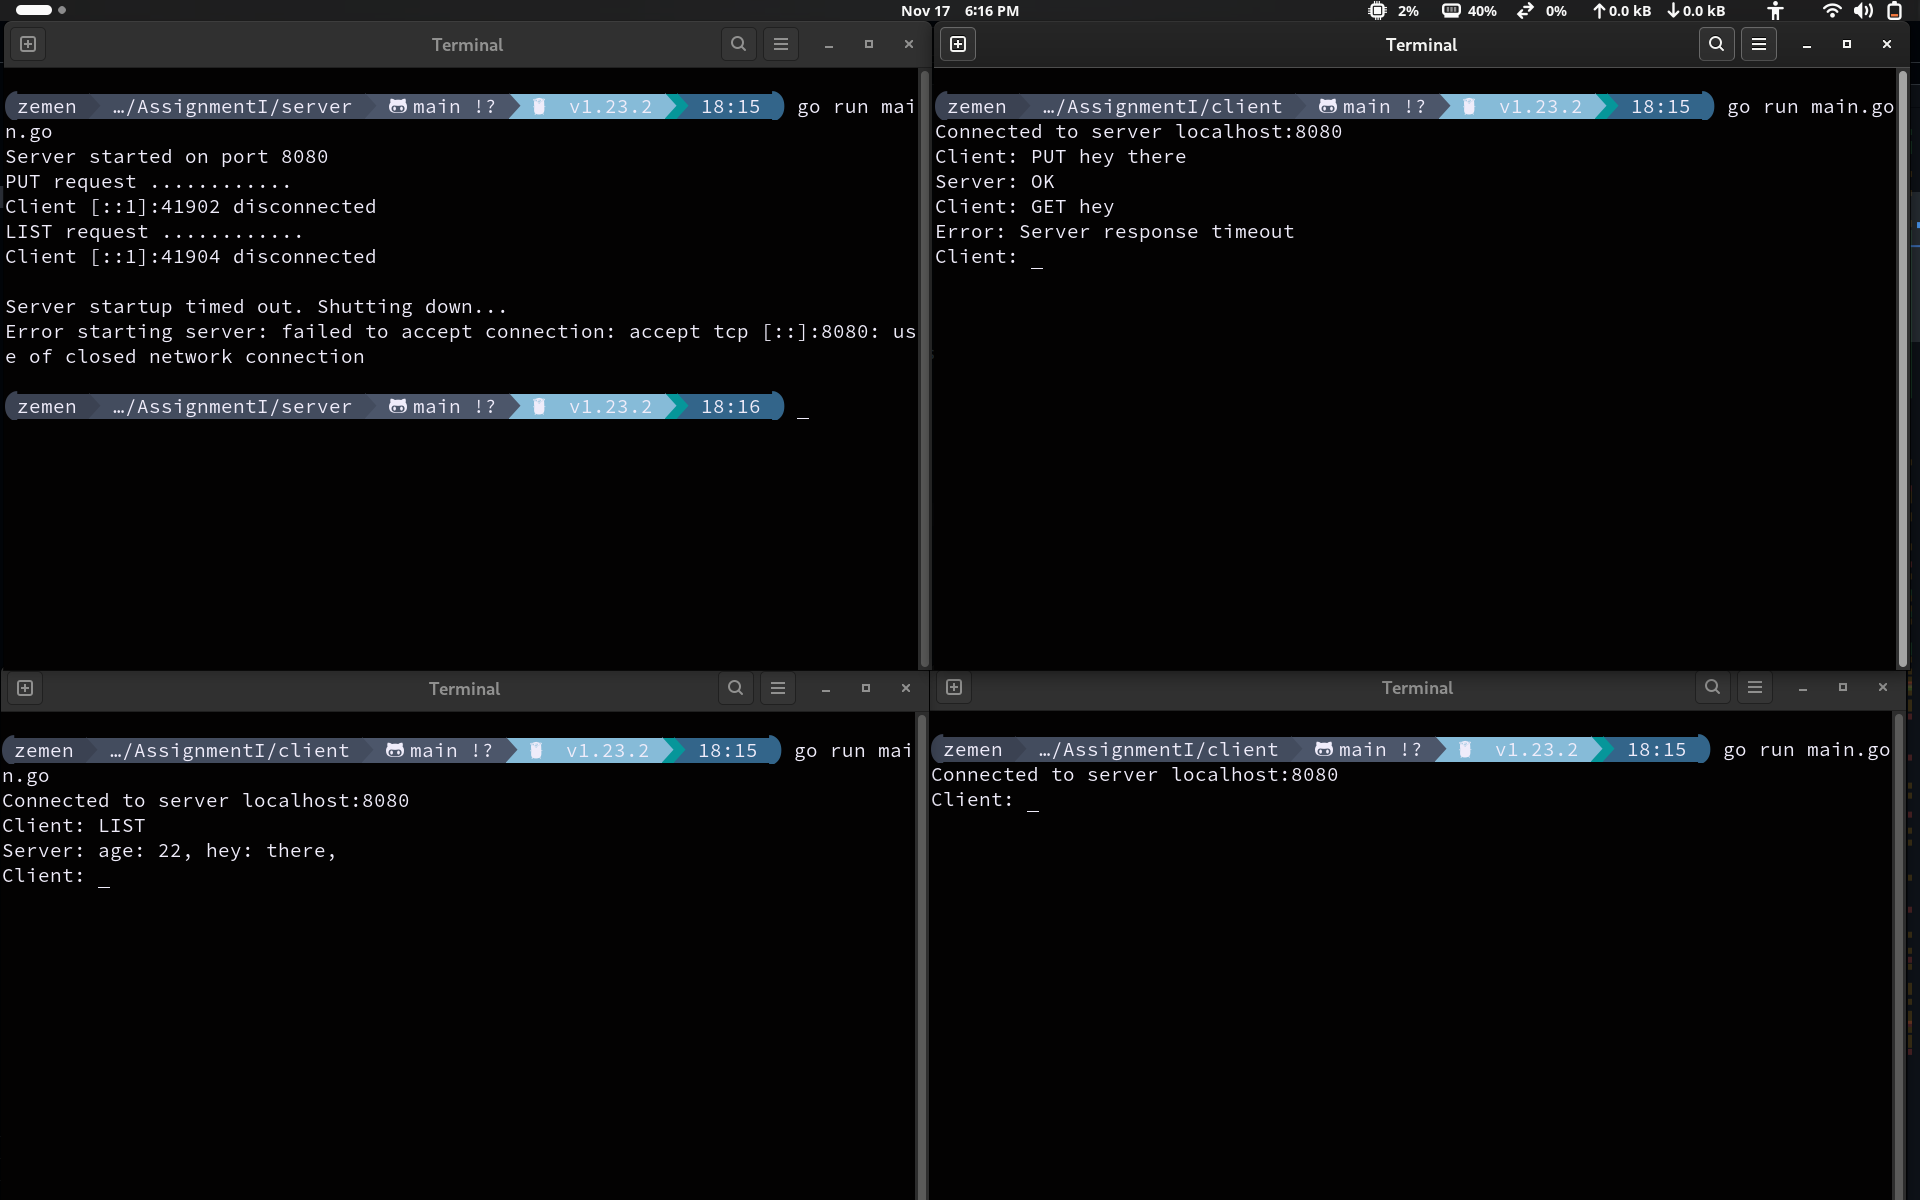 Nov 17 6:16 PM 2% 40% 0% 0.0 kB 0.0 kB
Terminal
zemen …/AssignmentI/server main !? v1.23.2 18:15 go run mai
n.go
Server started on port 8080
PUT request ............
Client [::1]:41902 disconnected
LIST request ............
Client [::1]:41904 disconnected
Server startup timed out. Shutting down...
Error starting server: failed to accept connection: accept tcp [::]:8080: us
e of closed network connection
zemen …/AssignmentI/server main !? v1.23.2 18:16 _
Terminal
zemen …/AssignmentI/client main !? v1.23.2 18:15 go run main.go
Connected to server localhost:8080
Client: PUT hey there
Server: OK
Client: GET hey
Error: Server response timeout
Client: _
Terminal
zemen …/AssignmentI/client main !? v1.23.2 18:15 go run mai
n.go
Connected to server localhost:8080
Client: LIST
Server: age: 22, hey: there,
Client: _
Terminal
zemen …/AssignmentI/client main !? v1.23.2 18:15 go run main.go
Connected to server localhost:8080
Client: _